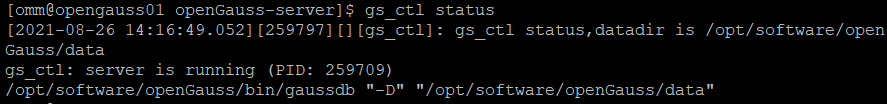 [omm@opengauss01 openGauss-server]$ gs_ctl status
[2021-08-26 14:16:49.052][259797][][gs_ctl]: gs_ctl status,datadir is /opt/software/open
Gauss/data
gs_ctl: server is running (PID: 259709)
/opt/software/openGauss/bin/gaussdb "-D" "/opt/software/openGauss/data"